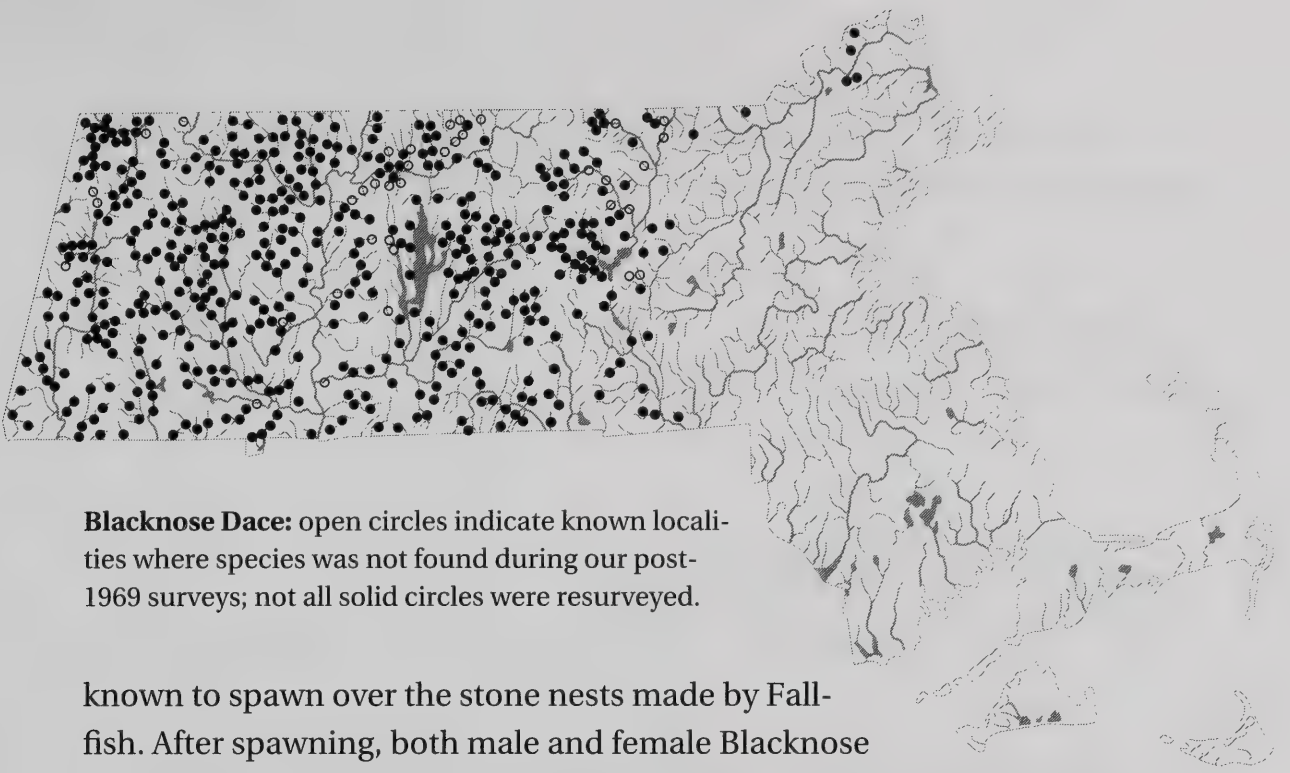 Blacknose Dace: open circles indicate known locali-
ties where species was not found during our post-
1969 surveys; not all solid circles were resurveyed.
known to spawn over the stone nests made by Fall-
fish. After spawning, both male and female Blacknose